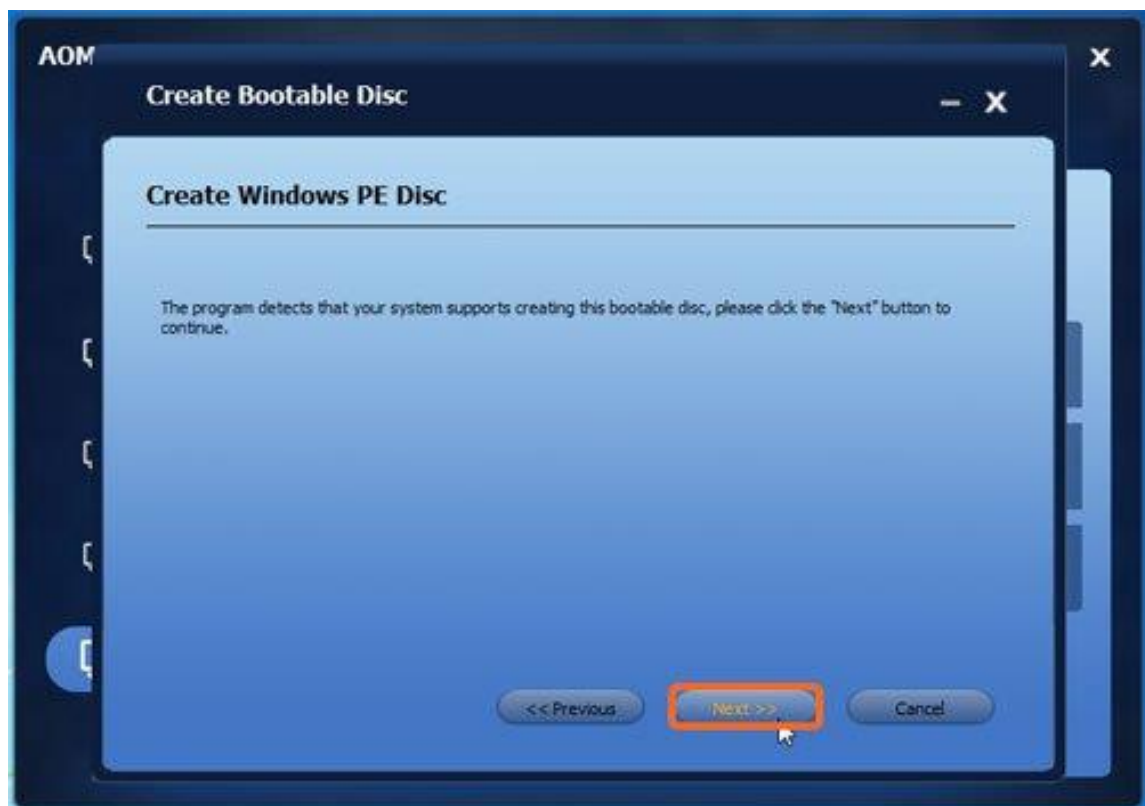 AOM
X
Create Bootable Disc
– X
Create Windows PE Disc
The program detects that your system supports creating this bootable disc, please click the "Next" button to
continue.
<< Previous
Next >>
Cancel